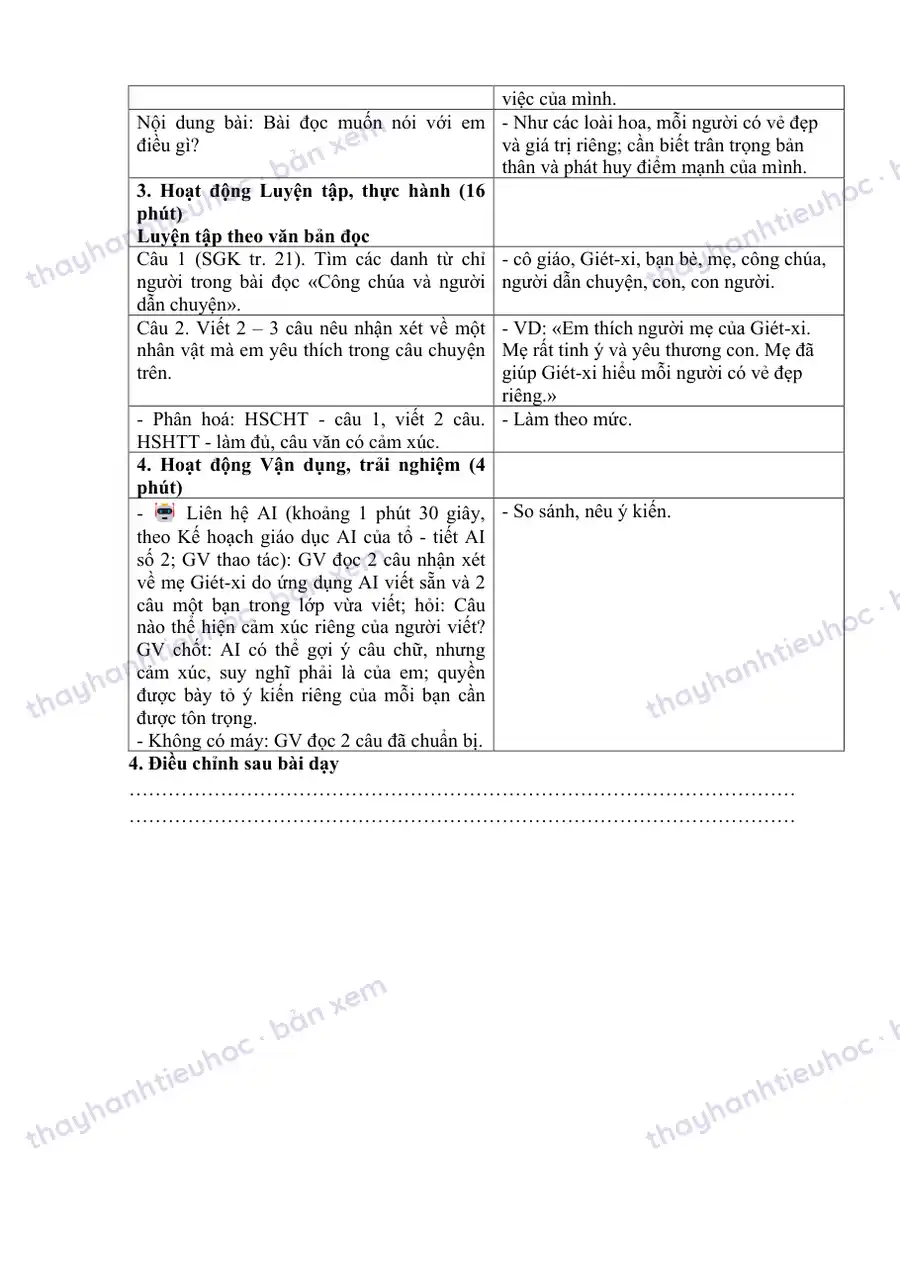 việc của mình.
Nội dung bài: Bài đọc muốn nói với em
điều gì?
- Như các loài hoa, mỗi người có vẻ đẹp
và giá trị riêng; cần biết trân trọng bản
thân và phát huy điểm mạnh của mình.
3. Hoạt động Luyện tập, thực hành (16
phút)
Luyện tập theo văn bản đọc
Câu 1 (SGK tr. 21). Tìm các danh từ chỉ
người trong bài đọc «Công chúa và người
dẫn chuyện».
- cô giáo, Giét-xi, bạn bè, mẹ, công chúa,
người dẫn chuyện, con, con người.
Câu 2. Viết 2 – 3 câu nêu nhận xét về một
nhân vật mà em yêu thích trong câu chuyện
trên.
- VD: «Em thích người mẹ của Giét-xi.
Mẹ rất tinh ý và yêu thương con. Mẹ đã
giúp Giét-xi hiểu mỗi người có vẻ đẹp
riêng.»
- Phân hoá: HSCHT - câu 1, viết 2 câu.
HSHTT - làm đủ, câu văn có cảm xúc.
- Làm theo mức.
4. Hoạt động Vận dụng, trải nghiệm (4
phút)
- Liên hệ AI (khoảng 1 phút 30 giây,
theo Kế hoạch giáo dục AI của tổ - tiết AI
số 2; GV thao tác): GV đọc 2 câu nhận xét
về mẹ Giét-xi do ứng dụng AI viết sẵn và 2
câu một bạn trong lớp vừa viết; hỏi: Câu
nào thể hiện cảm xúc riêng của người viết?
GV chốt: AI có thể gợi ý câu chữ, nhưng
cảm xúc, suy nghĩ phải là của em; quyền
được bày tỏ ý kiến riêng của mỗi bạn cần
được tôn trọng.
- Không có máy: GV đọc 2 câu đã chuẩn bị.
- So sánh, nêu ý kiến.
4. Điều chỉnh sau bài dạy
……………………………………………………………………………………………
……………………………………………………………………………………………
thayhanhtieuhoc · bản xem
thayhanhtieuhoc · b
thayhanhtieuhoc · bản xem
thayhanhtieuhoc · b
thayhanhtieuhoc · bản xem
thayhanhtieuhoc · b